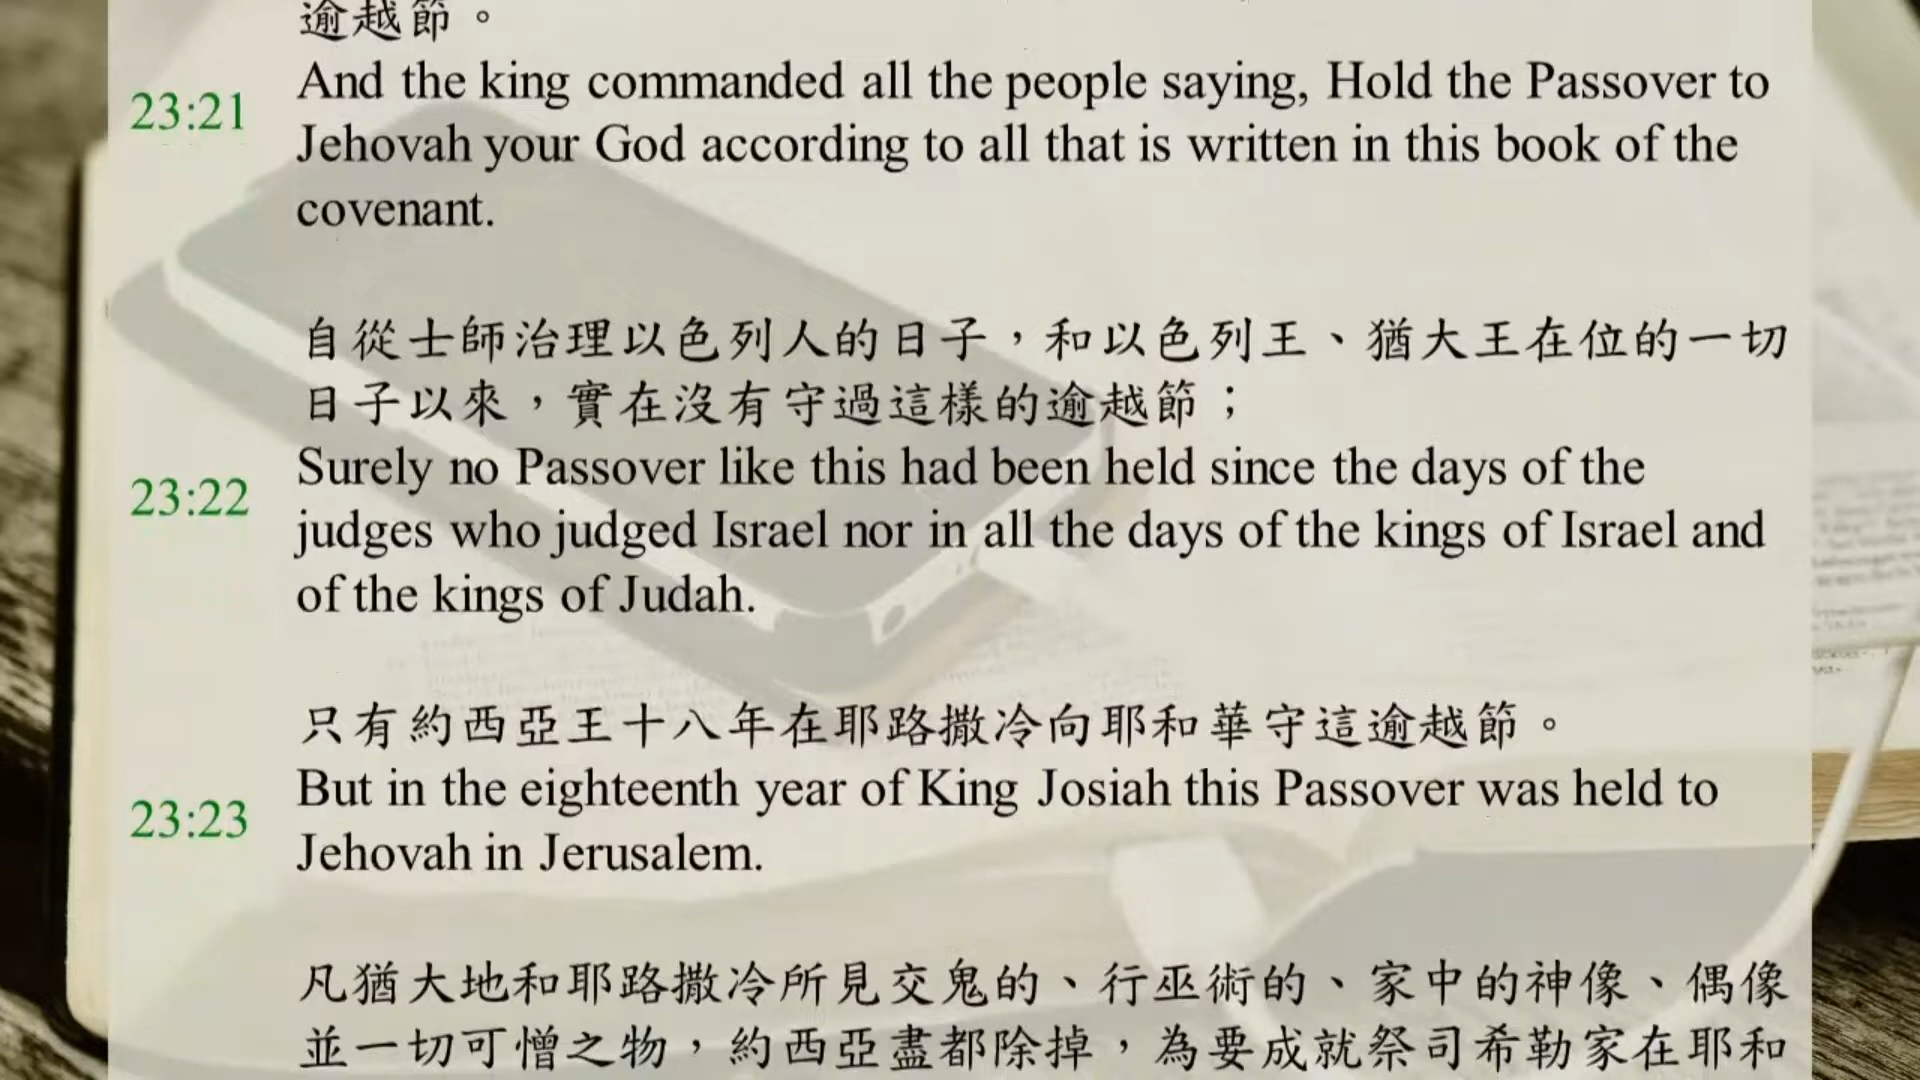 逾越節。
23:21
And the king commanded all the people saying, Hold the Passover to
Jehovah your God according to all that is written in this book of the
covenant.
自從士師治理以色列人的日子，和以色列王、猶大王在位的一切
日子以來，實在沒有守過這樣的逾越節；
23:22
Surely no Passover like this had been held since the days of the
judges who judged Israel nor in all the days of the kings of Israel and
of the kings of Judah.
只有約西亞王十八年在耶路撒冷向耶和華守這逾越節。
23:23
But in the eighteenth year of King Josiah this Passover was held to
Jehovah in Jerusalem.
凡猶大地和耶路撒冷所見交鬼的、行巫術的、家中的神像、偶像
並一切可憎之物，約西亞盡都除掉，為要成就祭司希勒家在耶和